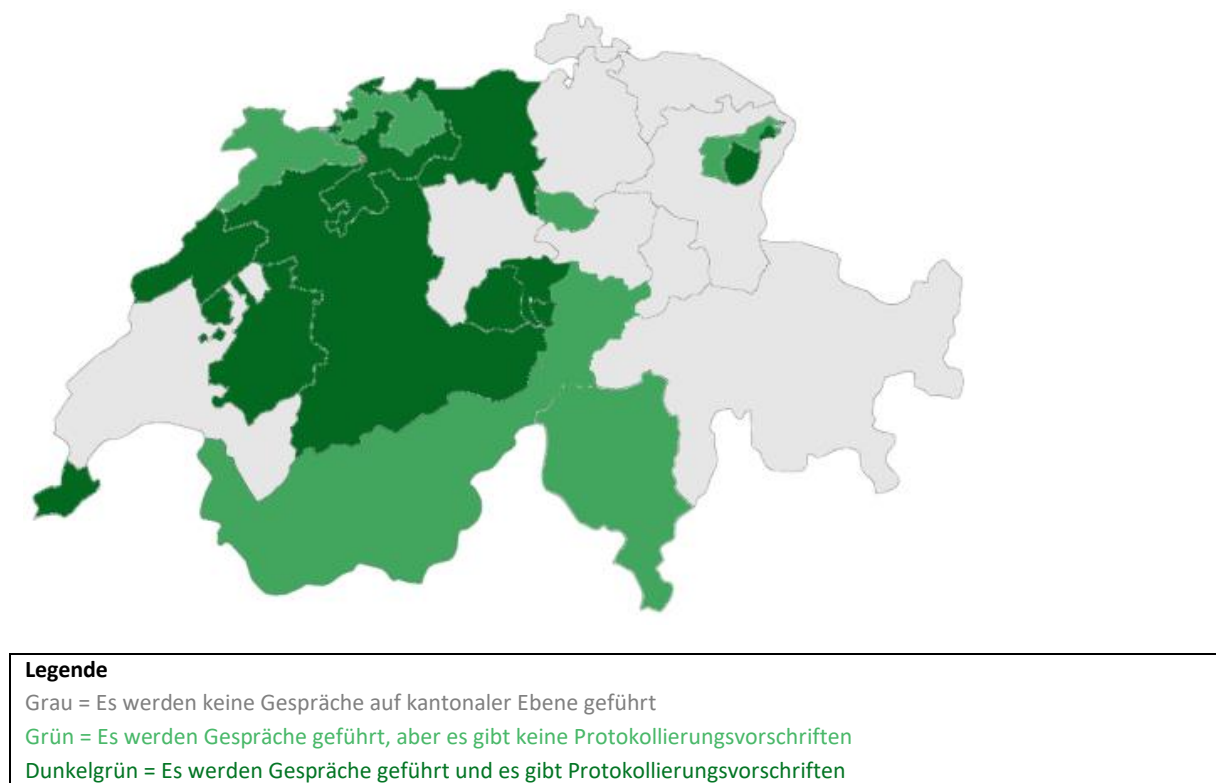 Legende
Grau = Es werden keine Gespräche auf kantonaler Ebene geführt
Grün = Es werden Gespräche geführt, aber es gibt keine Protokollierungsvorschriften
Dunkelgrün = Es werden Gespräche geführt und es gibt Protokollierungsvorschriften